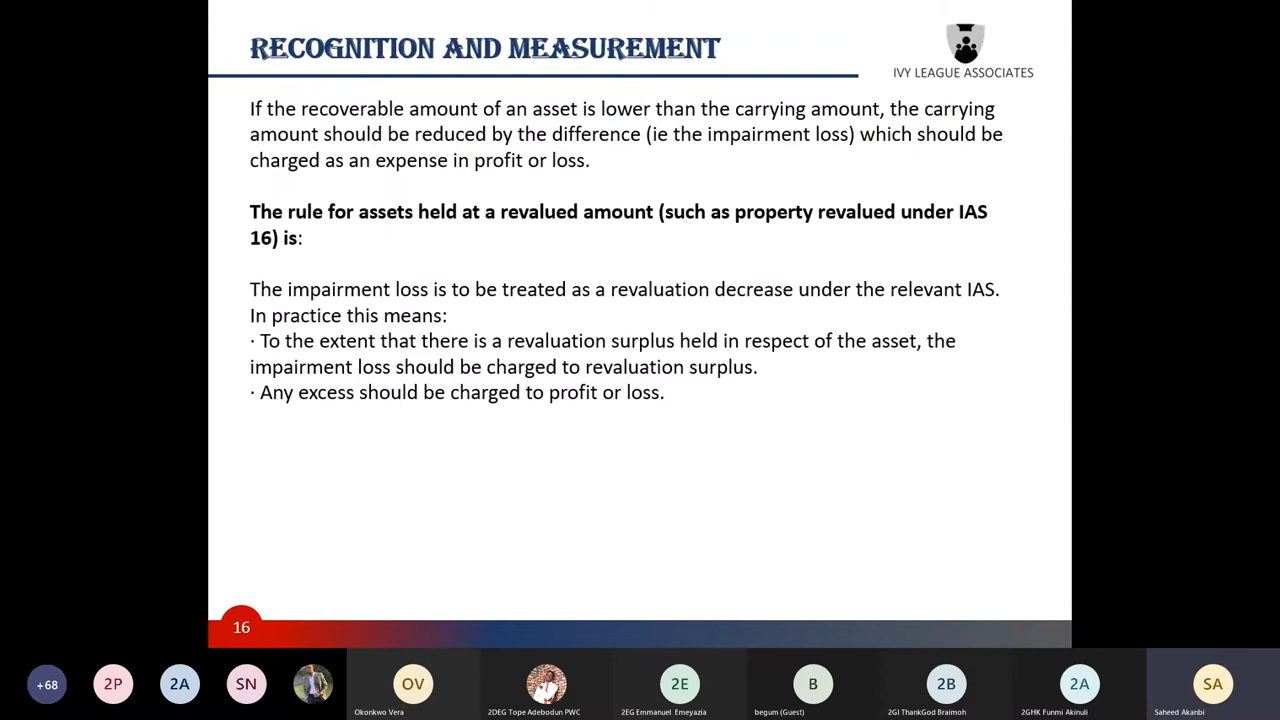 RECOGNITION AND MEASUREMENT
IVY LEAGUE ASSOCIATES
If the recoverable amount of an asset is lower than the carrying amount, the carrying
amount should be reduced by the difference (ie the impairment loss) which should be
charged as an expense in profit or loss.
The rule for assets held at a revalued amount (such as property revalued under IAS
16) is:
The impairment loss is to be treated as a revaluation decrease under the relevant IAS.
In practice this means:
· To the extent that there is a revaluation surplus held in respect of the asset, the
impairment loss should be charged to revaluation surplus.
· Any excess should be charged to profit or loss.
16
+68 2P 2A SN OV 2E B 2B 2A SA
Okonkwo Vera 2DEG Tope Adebodun PWC 2EG Emmanuel Emeyazia begum (Guest) 2GI ThankGod Braimoh 2GHK Funmi Akinuli Saheed Akanbi